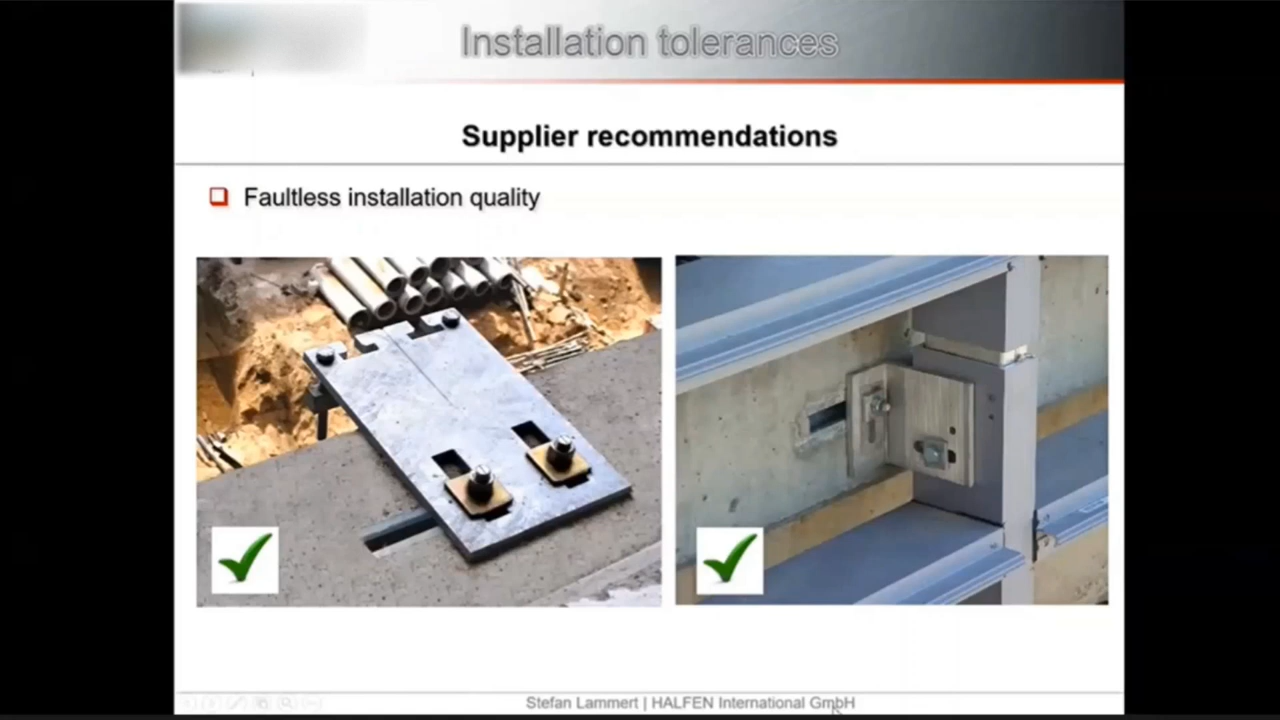 Installation tolerances
Supplier recommendations
Faultless installation quality
Stefan Lammert | HALFEN International GmbH